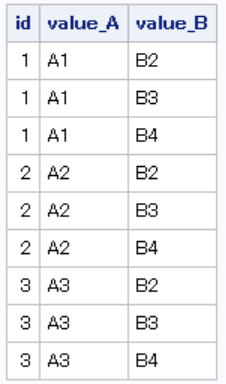 id value_A value_B
1 A1 B2
1 A1 B3
1 A1 B4
2 A2 B2
2 A2 B3
2 A2 B4
3 A3 B2
3 A3 B3
3 A3 B4